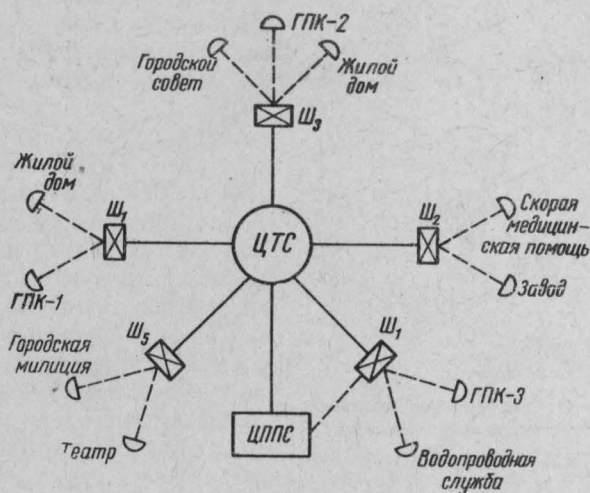 ГПК-2
Городской
совет
Жилой
дом
Ш3
Жилой
дом
Ш1
ЦТС
Ш2
Скорая
медицин-
ская помощь
ГПК-1
Завод
Городская
милиция
Ш5
Ш1
ГПК-3
Театр
ЦППС
Водопроводная
служба